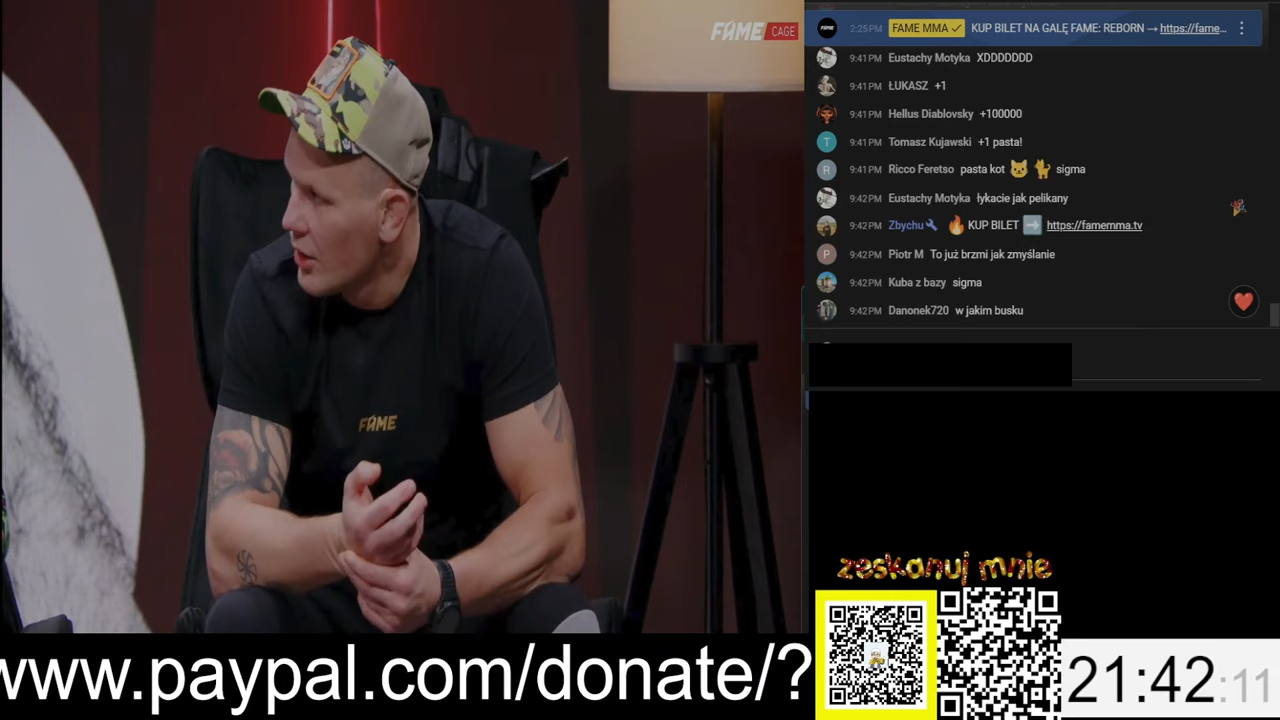 FAME CAGE
2:25PM FAME MMA ✓ KUP BILET NA GALĘ FAME: REBORN → https://fame...
9:41PM Eustachy Motyka XDDDDDDD
9:41PM ŁUKASZ +1
9:41PM Hellus Diablovsky +100000
9:41PM Tomasz Kujawski +1 pasta!
9:41PM Ricco Feretso pasta kot 🐱 🐈 sigma
9:42PM Eustachy Motyka łykacie jak pelikany
9:42PM Zbychu🔧 🔥KUP BILET ➡️ https://famemma.tv
9:42PM Piotr M To już brzmi jak zmyślanie
9:42PM Kuba z bazy sigma
9:42PM Danonek720 w jakim busku
FAME
zeskanuj mnie
www.paypal.com/donate/?
21:42:11